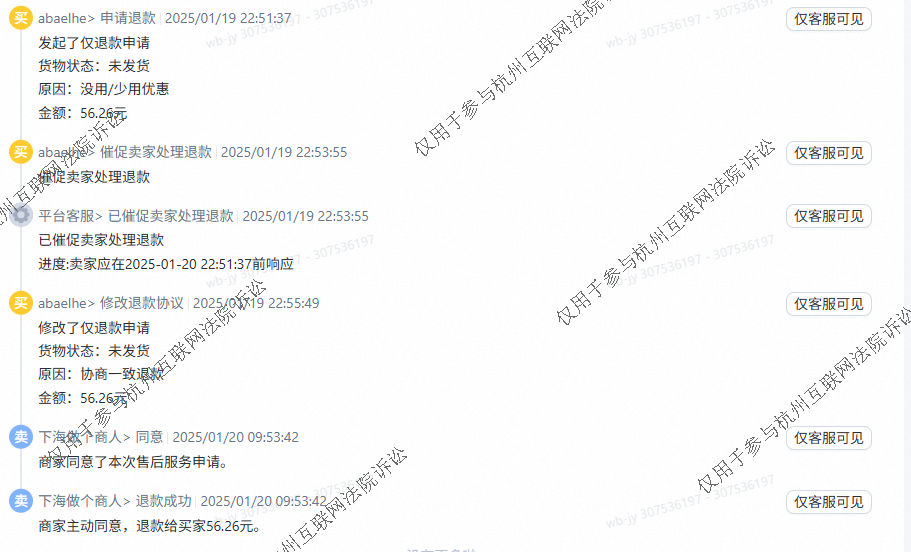 买 abaelhe> 申请退款 | 2025/01/19 22:51:37 仅客服可见
发起了仅退款申请
货物状态：未发货
原因：没用/少用优惠
金额：56.26元
买 abaelhe> 催促卖家处理退款 | 2025/01/19 22:53:55 仅客服可见
催促卖家处理退款
平台客服> 已催促卖家处理退款 | 2025/01/19 22:53:55 仅客服可见
已催促卖家处理退款
进度:卖家应在2025-01-20 22:51:37前响应
买 abaelhe> 修改退款协议 | 2025/01/19 22:55:49 仅客服可见
修改了仅退款申请
货物状态：未发货
原因：协商一致退款
金额：56.26元
卖 下海做个商人> 同意 | 2025/01/20 09:53:42 仅客服可见
商家同意了本次售后服务申请。
卖 下海做个商人> 退款成功 | 2025/01/20 09:53:42 仅客服可见
商家主动同意，退款给买家56.26元。
仅用于参与杭州互联网法院诉讼
州互联网法院诉讼
仅用于参与杭州互联网法院诉讼
仅用于参与杭州互联网法院诉讼
仅用于参与杭州互联网法院诉讼
州互联网法院诉讼
wb-jy 307536197 - 307536197
wb-jy 307536197 - 307536197
wb-jy 307536197 - 307536197
wb-jy 307536197 - 307536197
wb-jy 307536197 - 307536197